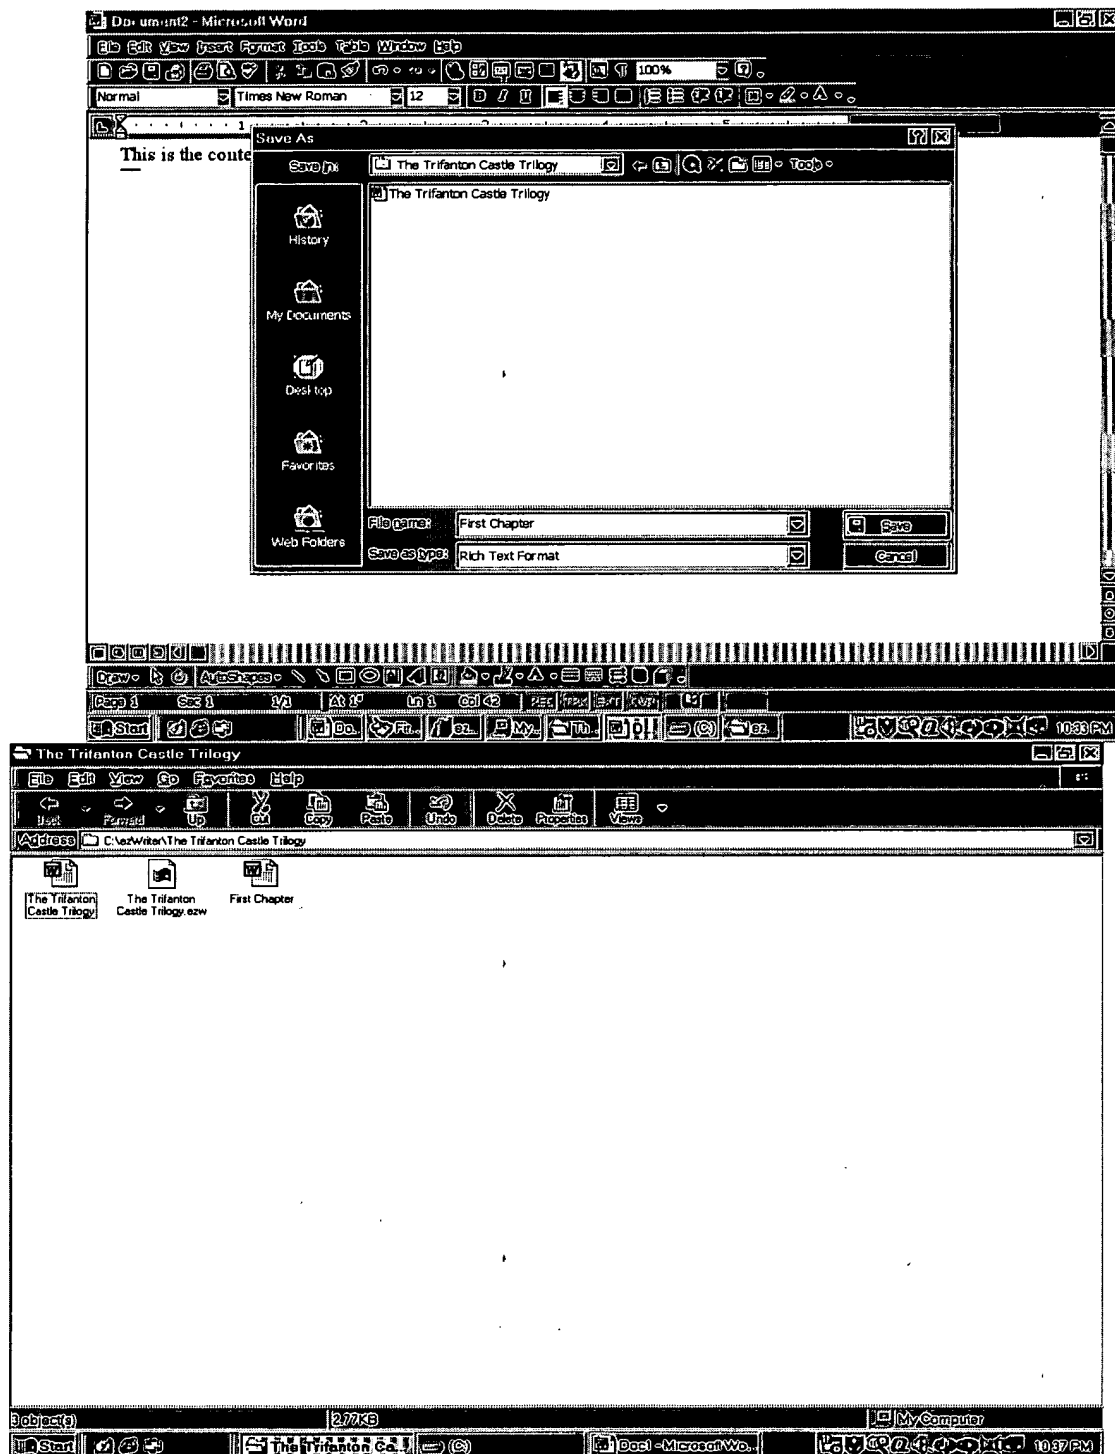 Document2 - Microsoft Word
File Edit View Insert Format Tools Table Window Help
100%
Normal Times New Roman 12
This is the conte
Save As
Save in: The Trifanton Castle Trilogy Tools
The Trifanton Castle Trilogy
History
My Documents
Desktop
Favorites
Web Folders
File name: First Chapter Save
Save as type: Rich Text Format Cancel
Draw AutoShapes
Page 1 Sec 1 1/1 At 1" Ln 1 Col 42 REC TRK EXT OVR
Start Do.. Fir.. ez.. My.. Th.. (C:) ez.. 10:33 PM
The Trifanton Castle Trilogy
File Edit View Go Favorites Help
Back Forward Up Cut Copy Paste Undo Delete Properties Views
Address C:\ezWriter\The Trifanton Castle Trilogy
The Trifanton Castle Trilogy
The Trifanton Castle Trilogy.ezw
First Chapter
3 object(s) 2.77KB My Computer
Start The Trifanton Ca.. (C:) Doc1 - Microsoft Wo.. 10:37 PM